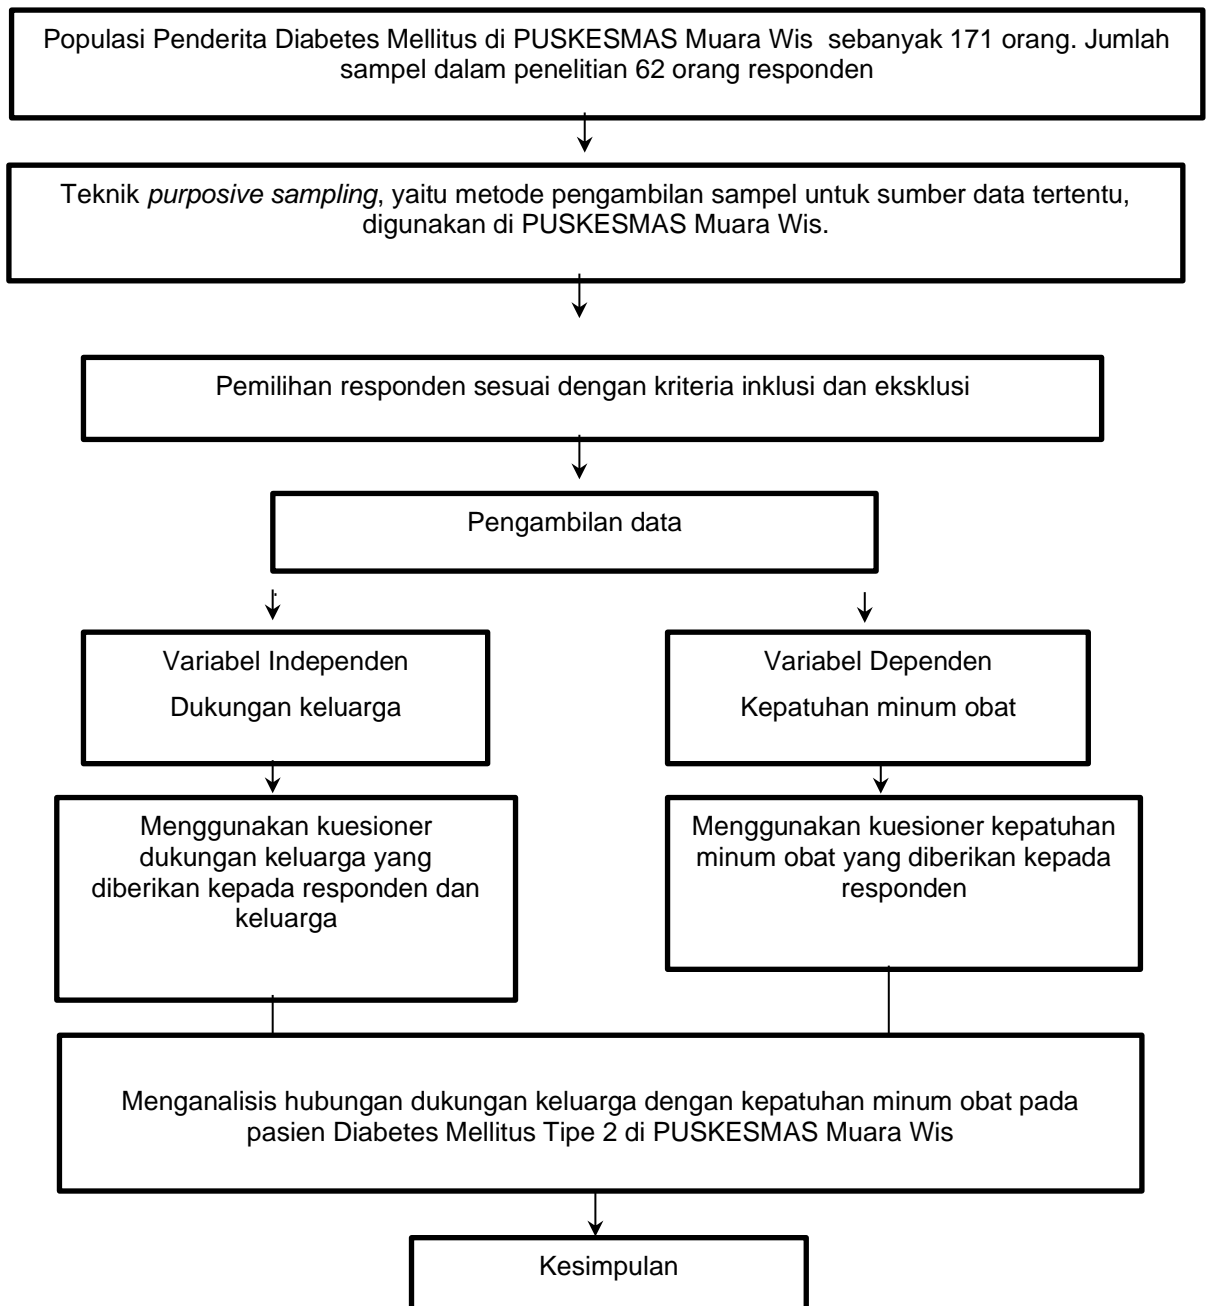 Populasi Penderita Diabetes Mellitus di PUSKESMAS Muara Wis  sebanyak 171 orang. Jumlah
sampel dalam penelitian 62 orang responden
Teknik purposive sampling, yaitu metode pengambilan sampel untuk sumber data tertentu,
digunakan di PUSKESMAS Muara Wis.
Pemilihan responden sesuai dengan kriteria inklusi dan eksklusi
Pengambilan data
Variabel Independen
Dukungan keluarga
Variabel Dependen
Kepatuhan minum obat
Menggunakan kuesioner
dukungan keluarga yang
diberikan kepada responden dan
keluarga
Menggunakan kuesioner kepatuhan
minum obat yang diberikan kepada
responden
Menganalisis hubungan dukungan keluarga dengan kepatuhan minum obat pada
pasien Diabetes Mellitus Tipe 2 di PUSKESMAS Muara Wis
Kesimpulan